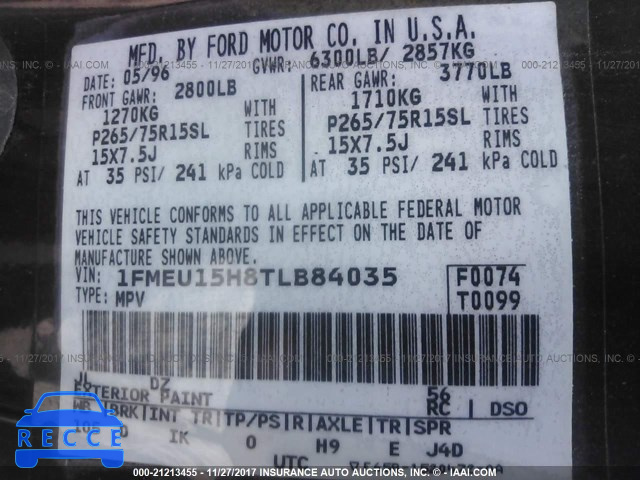 MFD. BY FORD MOTOR CO. IN U.S.A.
DATE: 05/96 GVWR: 6300LB/ 2857KG
FRONT GAWR: 2800LB REAR GAWR: 3770LB
1270KG WITH 1710KG WITH
P265/75R15SL TIRES P265/75R15SL TIRES
15X7.5J RIMS 15X7.5J RIMS
AT 35 PSI/ 241 kPa COLD AT 35 PSI/ 241 kPa COLD
THIS VEHICLE CONFORMS TO ALL APPLICABLE FEDERAL MOTOR
VEHICLE SAFETY STANDARDS IN EFFECT ON THE DATE OF
MANUFACTURE SHOWN ABOVE.
VIN: 1FMEU15H8TLB84035 F0074
TYPE: MPV T0099
JL DZ 56
EXTERIOR PAINT RC DSO
WB |BRK|INT TR|TP/PS|R|AXLE|TR|SPR
IK 0 H9 E J4D
UTC
000-21213455 - 11/27/2017 - IAAI.COM